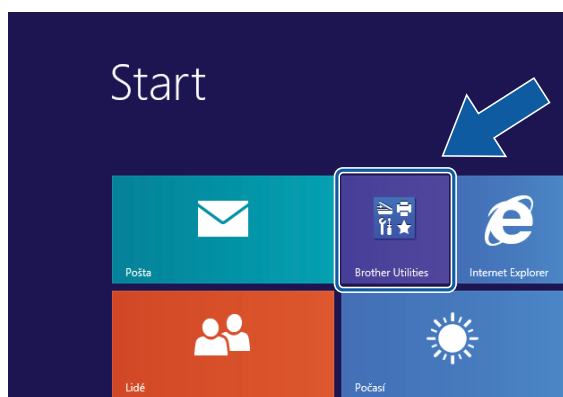 Start
Pošta
Brother Utilities
Internet Explorer
Lidé
Počasí